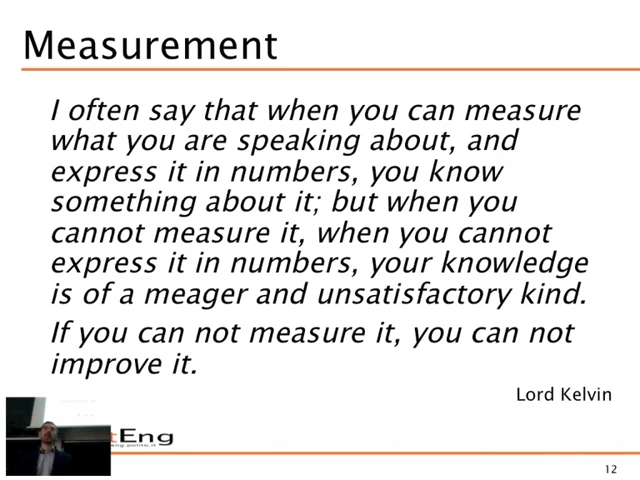 Measurement
I often say that when you can measure
what you are speaking about, and
express it in numbers, you know
something about it; but when you
cannot measure it, when you cannot
express it in numbers, your knowledge
is of a meager and unsatisfactory kind.
If you can not measure it, you can not
improve it.
Lord Kelvin
tEng
12